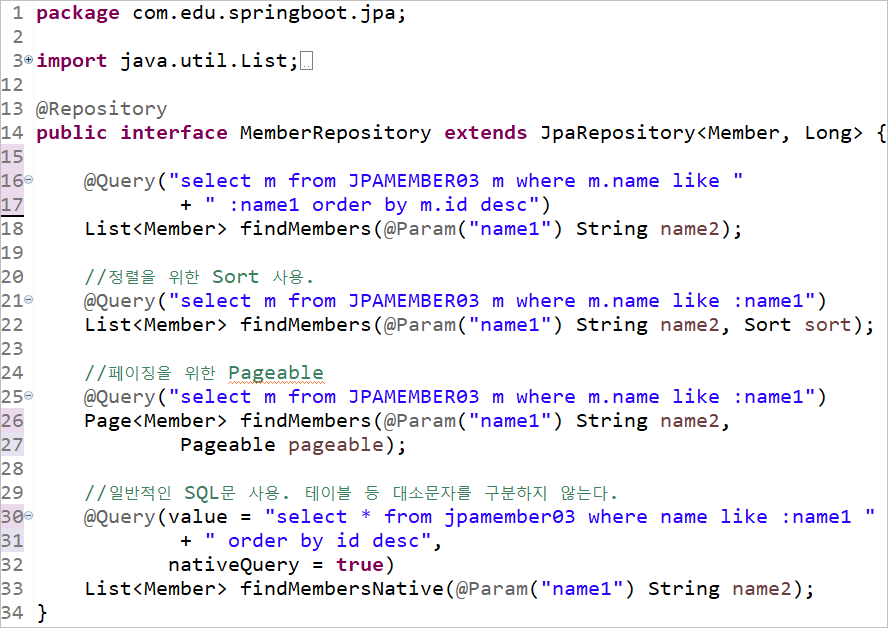 1 package com.edu.springboot.jpa;
2
3 import java.util.List;
12
13 @Repository
14 public interface MemberRepository extends JpaRepository<Member, Long> {
15
16 @Query("select m from JPAMEMBER03 m where m.name like "
17 + " :name1 order by m.id desc")
18 List<Member> findMembers(@Param("name1") String name2);
19
20 //정렬을 위한 Sort 사용.
21 @Query("select m from JPAMEMBER03 m where m.name like :name1")
22 List<Member> findMembers(@Param("name1") String name2, Sort sort);
23
24 //페이징을 위한 Pageable
25 @Query("select m from JPAMEMBER03 m where m.name like :name1")
26 Page<Member> findMembers(@Param("name1") String name2,
27 Pageable pageable);
28
29 //일반적인 SQL문 사용. 테이블 등 대소문자를 구분하지 않는다.
30 @Query(value = "select * from jpamember03 where name like :name1 "
31 + " order by id desc",
32 nativeQuery = true)
33 List<Member> findMembersNative(@Param("name1") String name2);
34 }